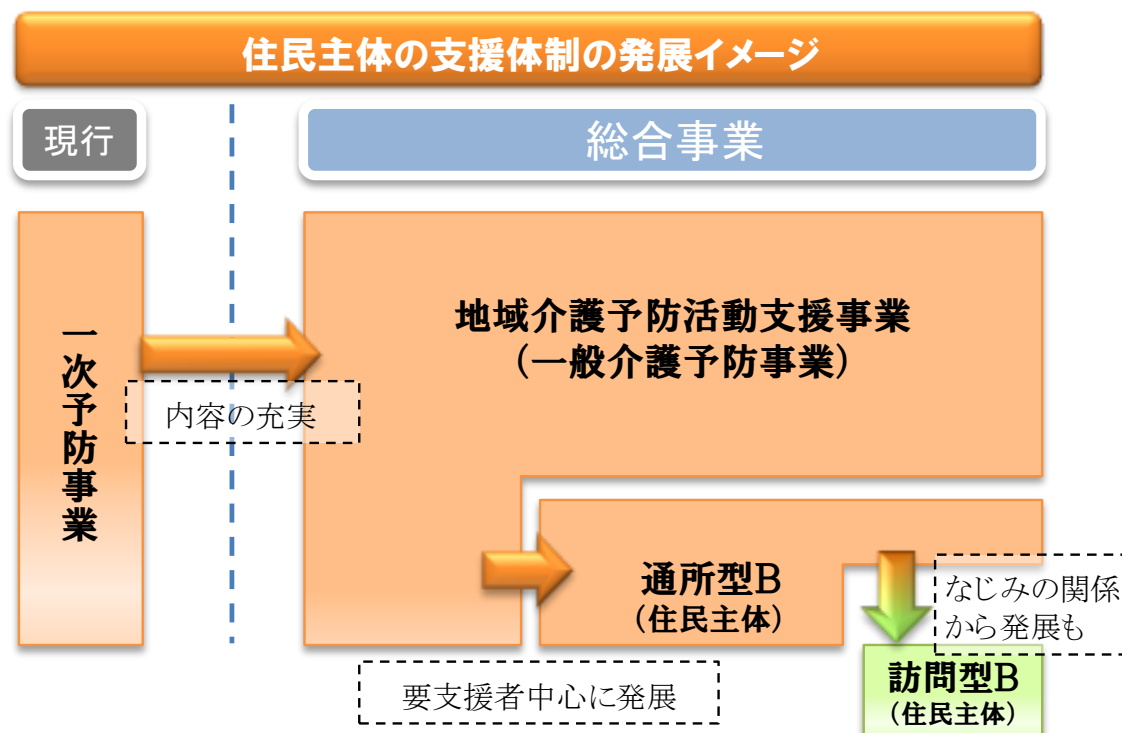 住民主体の支援体制の発展イメージ
現行
総合事業
一次予防事業
内容の充実
地域介護予防活動支援事業
（一般介護予防事業）
通所型B
（住民主体）
なじみの関係
から発展も
要支援者中心に発展
訪問型B
（住民主体）